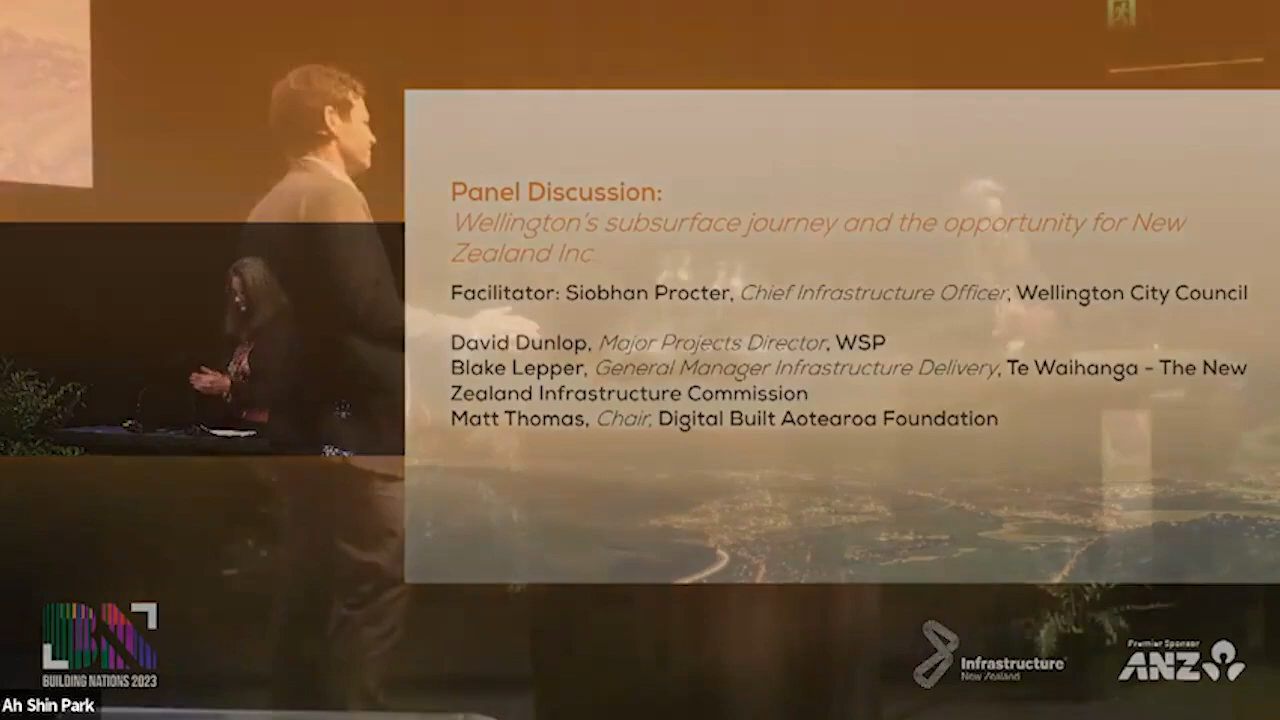 Panel Discussion:
Wellington's subsurface journey and the opportunity for New
Zealand Inc
Facilitator: Siobhan Procter, Chief Infrastructure Officer, Wellington City Council
David Dunlop, Major Projects Director, WSP
Blake Lepper, General Manager Infrastructure Delivery, Te Waihanga - The New
Zealand Infrastructure Commission
Matt Thomas, Chair, Digital Built Aotearoa Foundation
BN
BUILDING NATIONS 2023
Infrastructure
New Zealand
Premier Sponsor
ANZ
Ah Shin Park